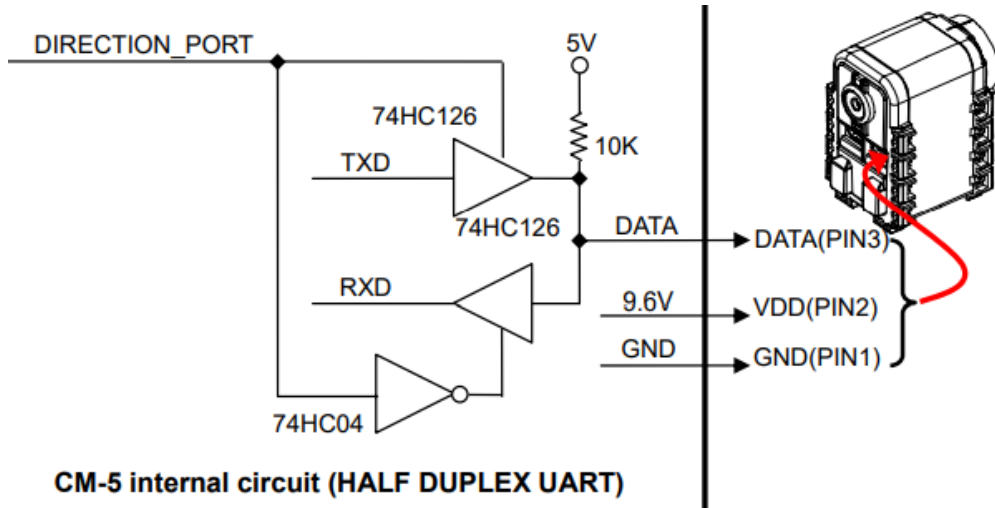 DIRECTION_PORT
5V
74HC126
10K
TXD
74HC126
DATA
DATA(PIN3)
RXD
9.6V
VDD(PIN2)
GND
GND(PIN1)
74HC04
CM-5 internal circuit (HALF DUPLEX UART)